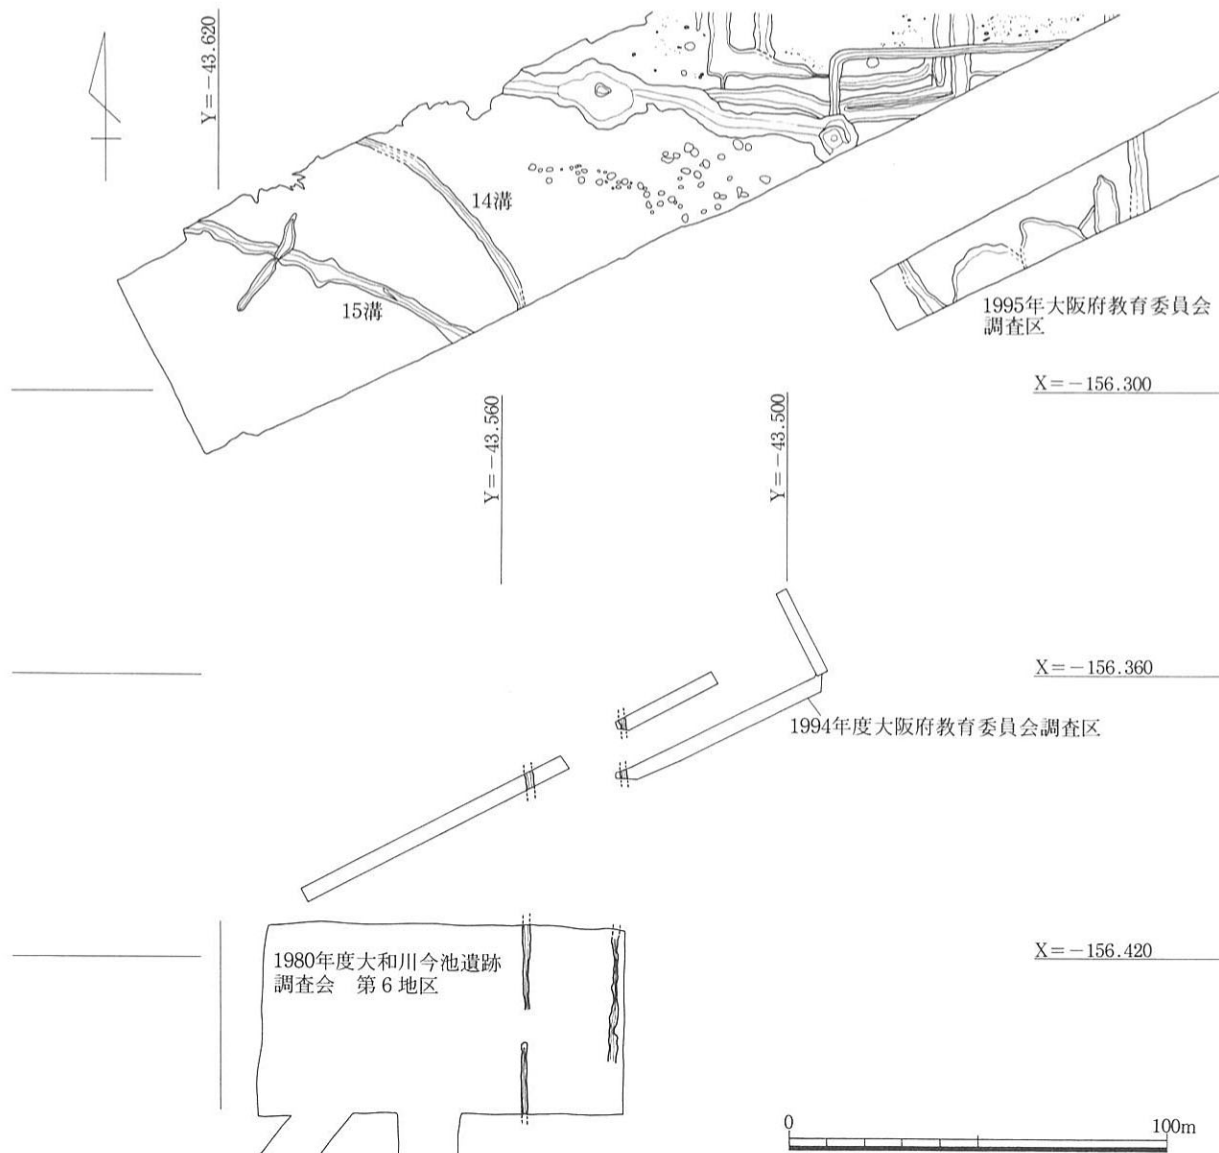 Y=−43.620
14溝
15溝
1995年大阪府教育委員会
調査区
X=−156.300
Y=−43.560
Y=−43.500
X=−156.360
1994年度大阪府教育委員会調査区
1980年度大和川今池遺跡
調査会　第6地区
X=−156.420
0
100m